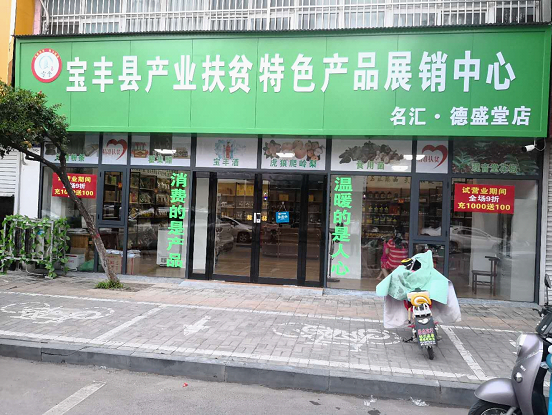 宝丰县产业扶贫特色产品展销中心
名汇·德盛堂店
宝丰酒
虎狼爬岭梨
食用菌
消费的是产品
温暖的是人心
试营业期间
全场9折
充1000送100
试营业期间
全场9折
充1000送100